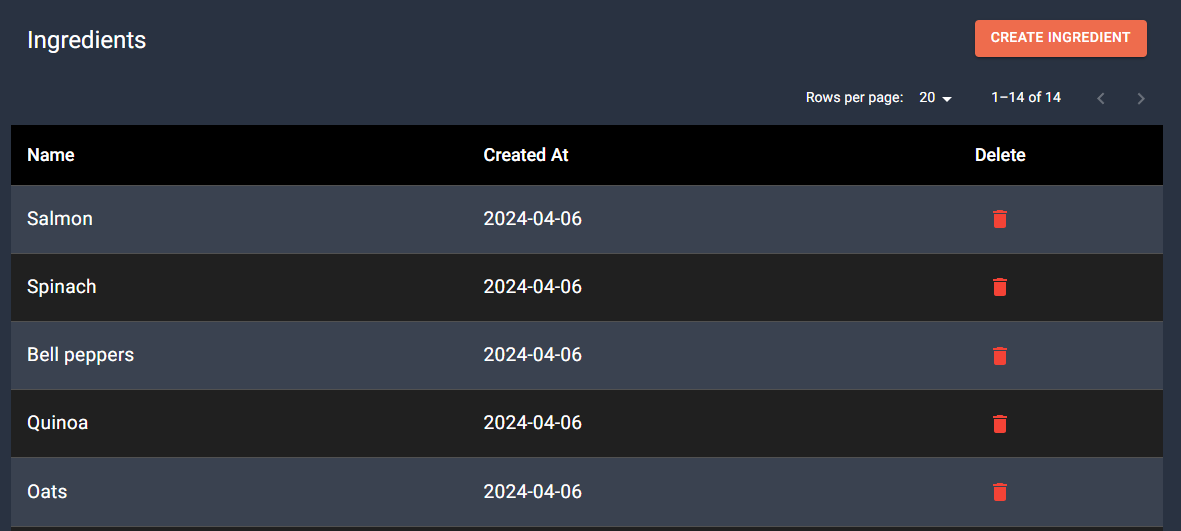 Ingredients
CREATE INGREDIENT
Rows per page: 20 1–14 of 14
Name Created At Delete
Salmon 2024-04-06
Spinach 2024-04-06
Bell peppers 2024-04-06
Quinoa 2024-04-06
Oats 2024-04-06